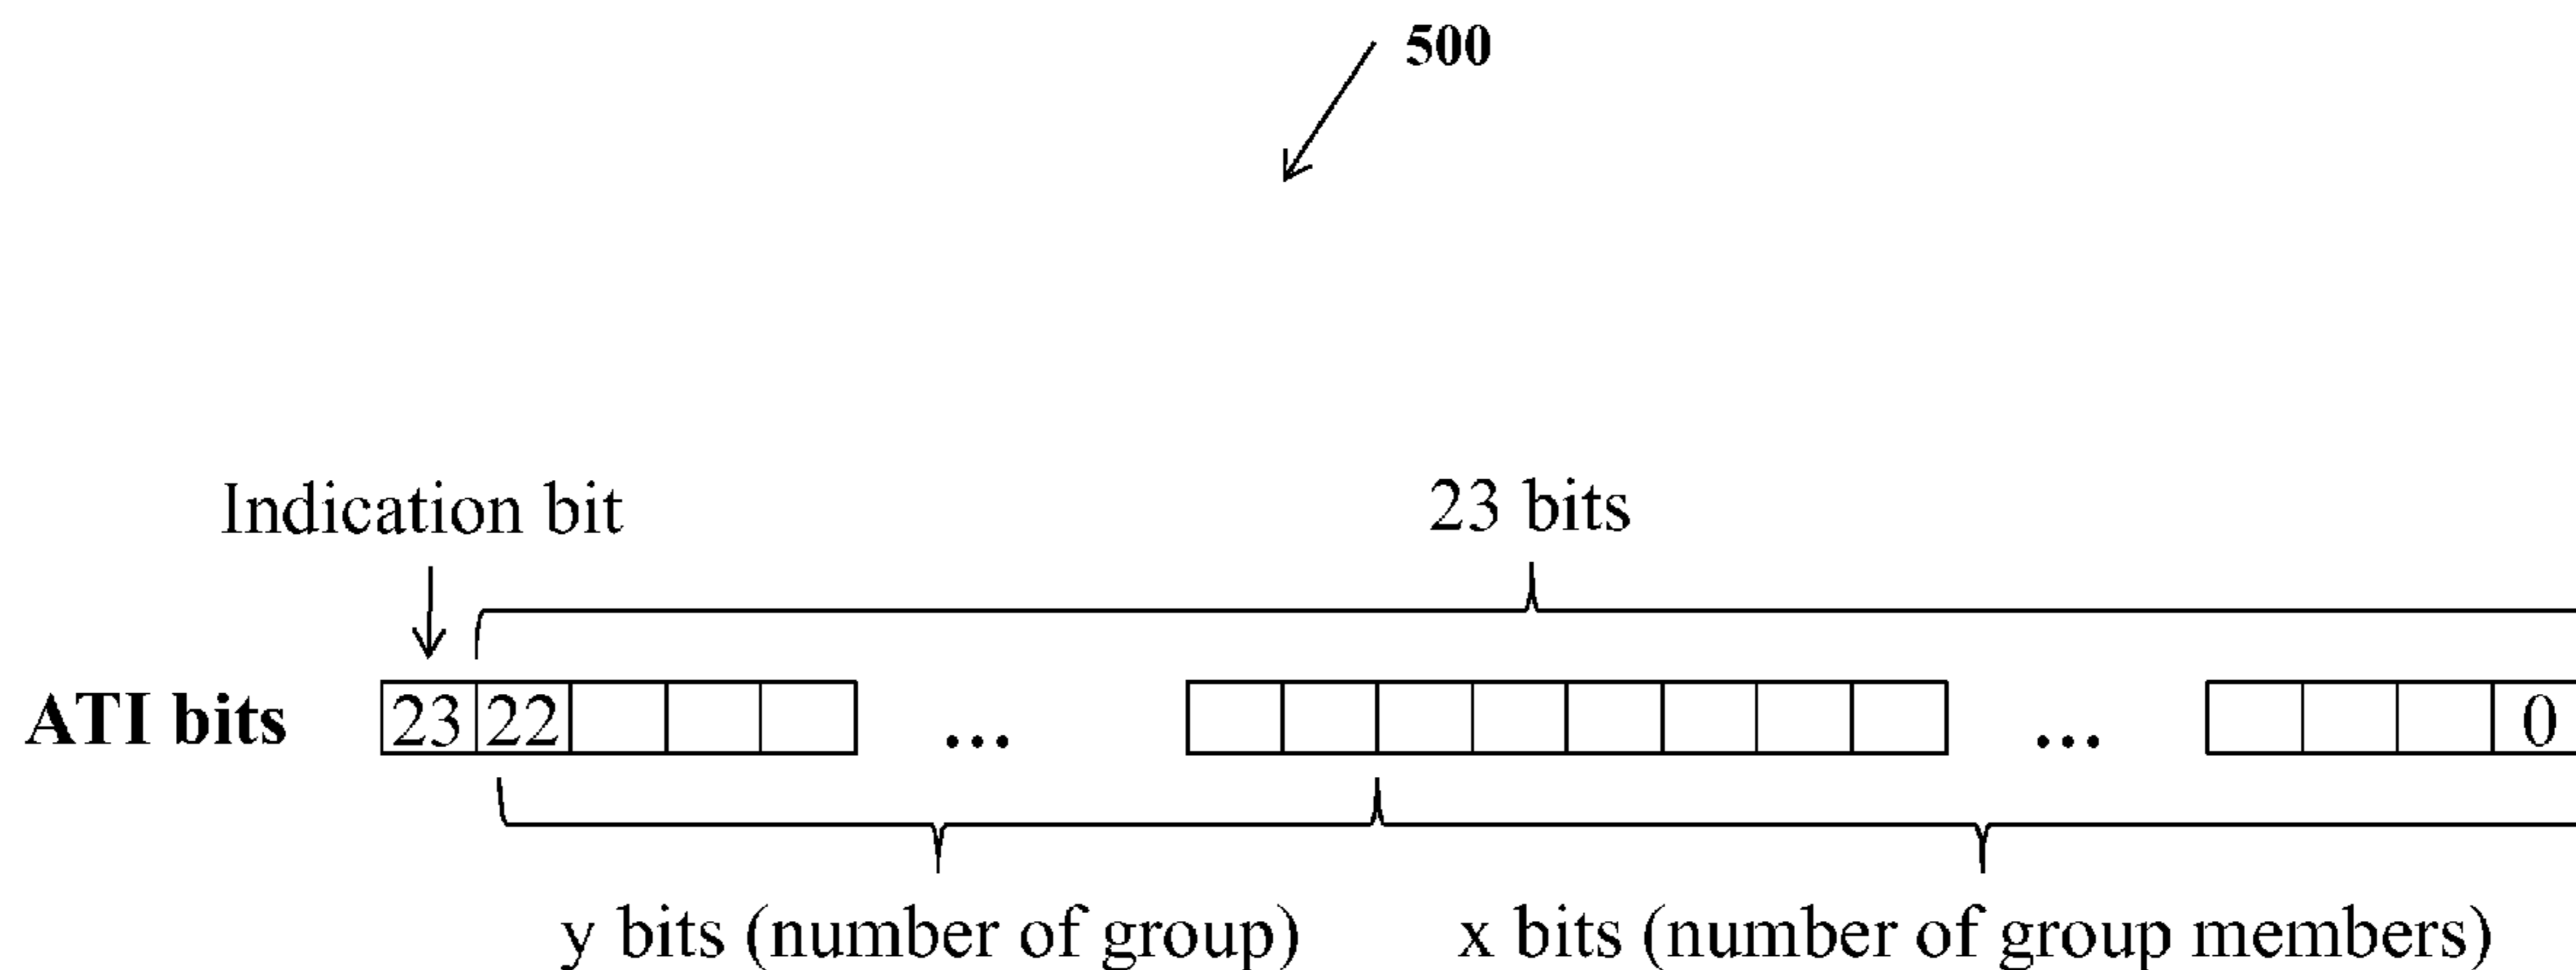 500
Indication bit
23 bits
ATI bits 23 22 ... ... 0
y bits (number of group) x bits (number of group members)